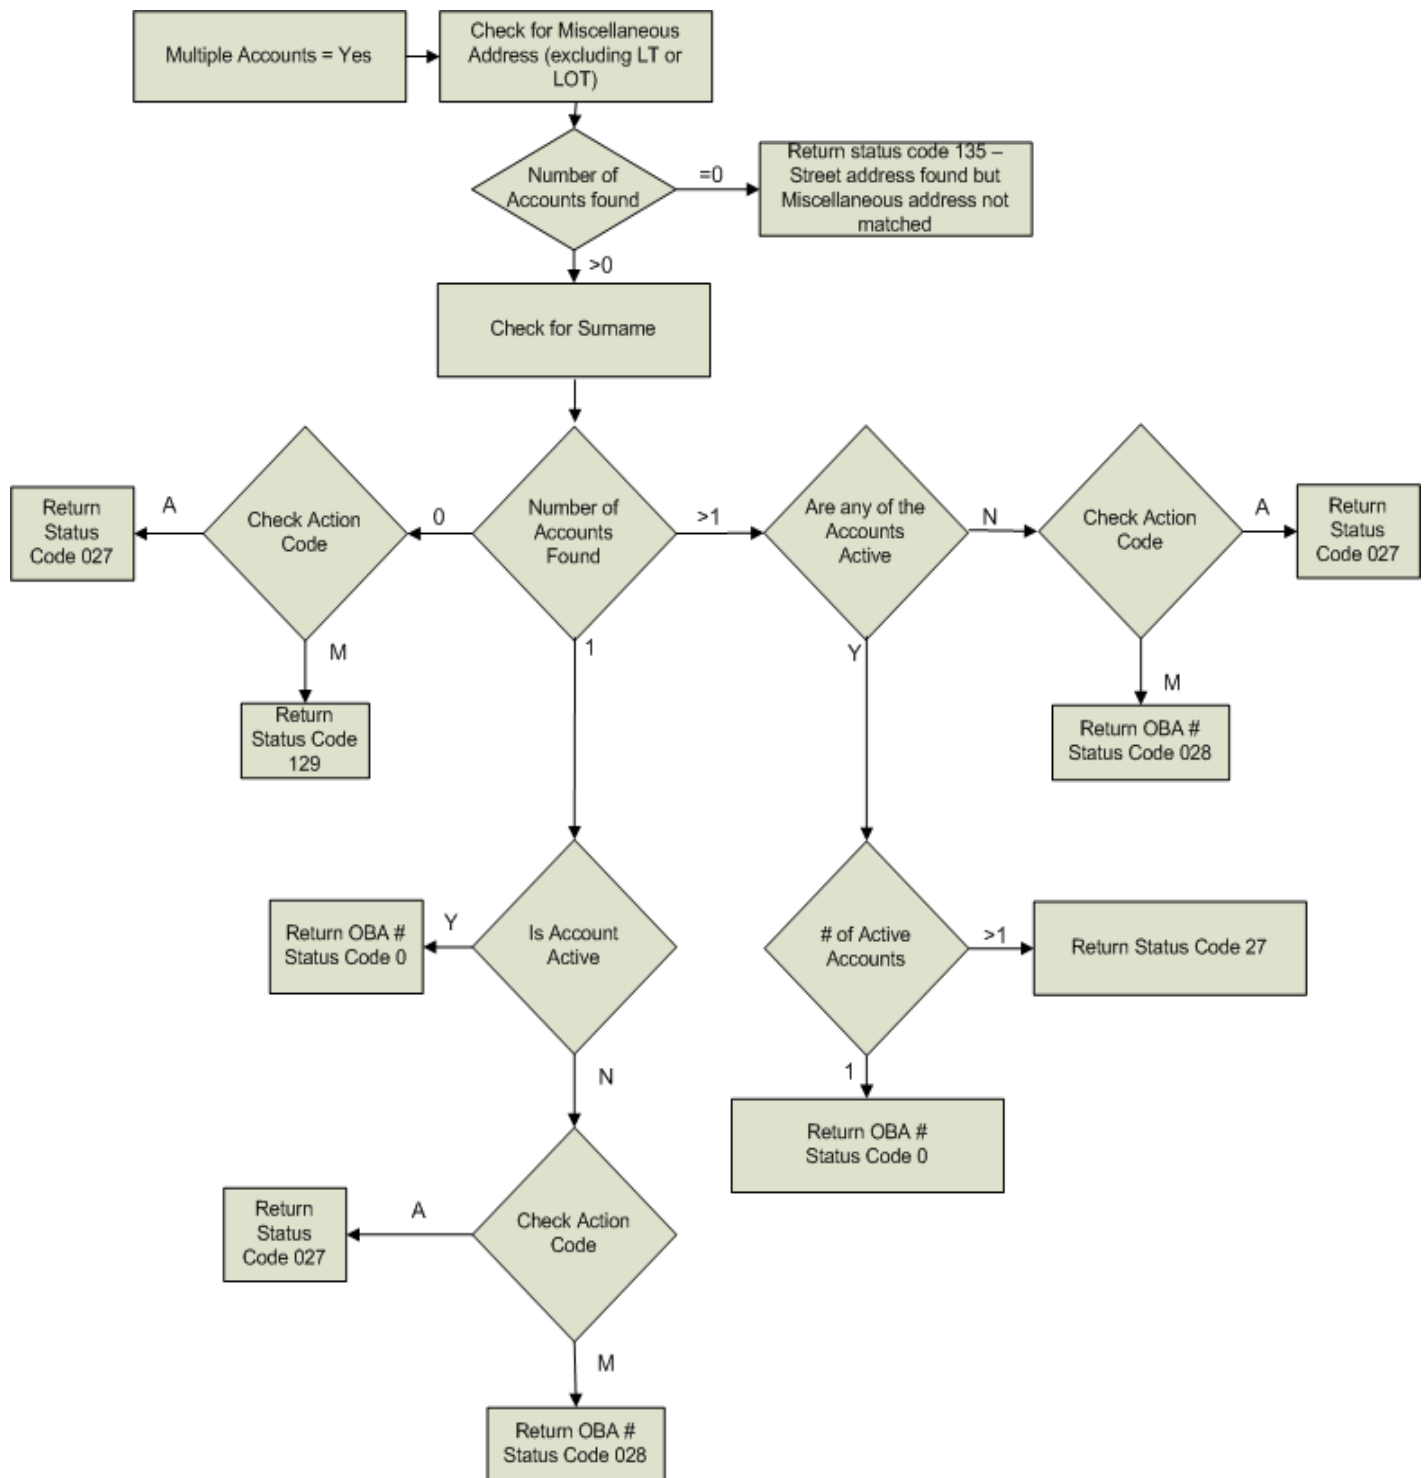 Multiple Accounts = Yes
Check for Miscellaneous
Address (excluding LT or
LOT)
Number of
Accounts found
=0
Return status code 135 –
Street address found but
Miscellaneous address not
matched
>0
Check for Surname
Return
Status
Code 027
A
Check Action
Code
0
Number of
Accounts
Found
>1
Are any of the
Accounts
Active
N
Check Action
Code
A
Return
Status
Code 027
M
Return
Status Code
129
1
Y
M
Return OBA #
Status Code 028
Return OBA #
Status Code 0
Y
Is Account
Active
# of Active
Accounts
>1
Return Status Code 27
N
1
Return OBA #
Status Code 0
Return
Status
Code 027
A
Check Action
Code
M
Return OBA #
Status Code 028